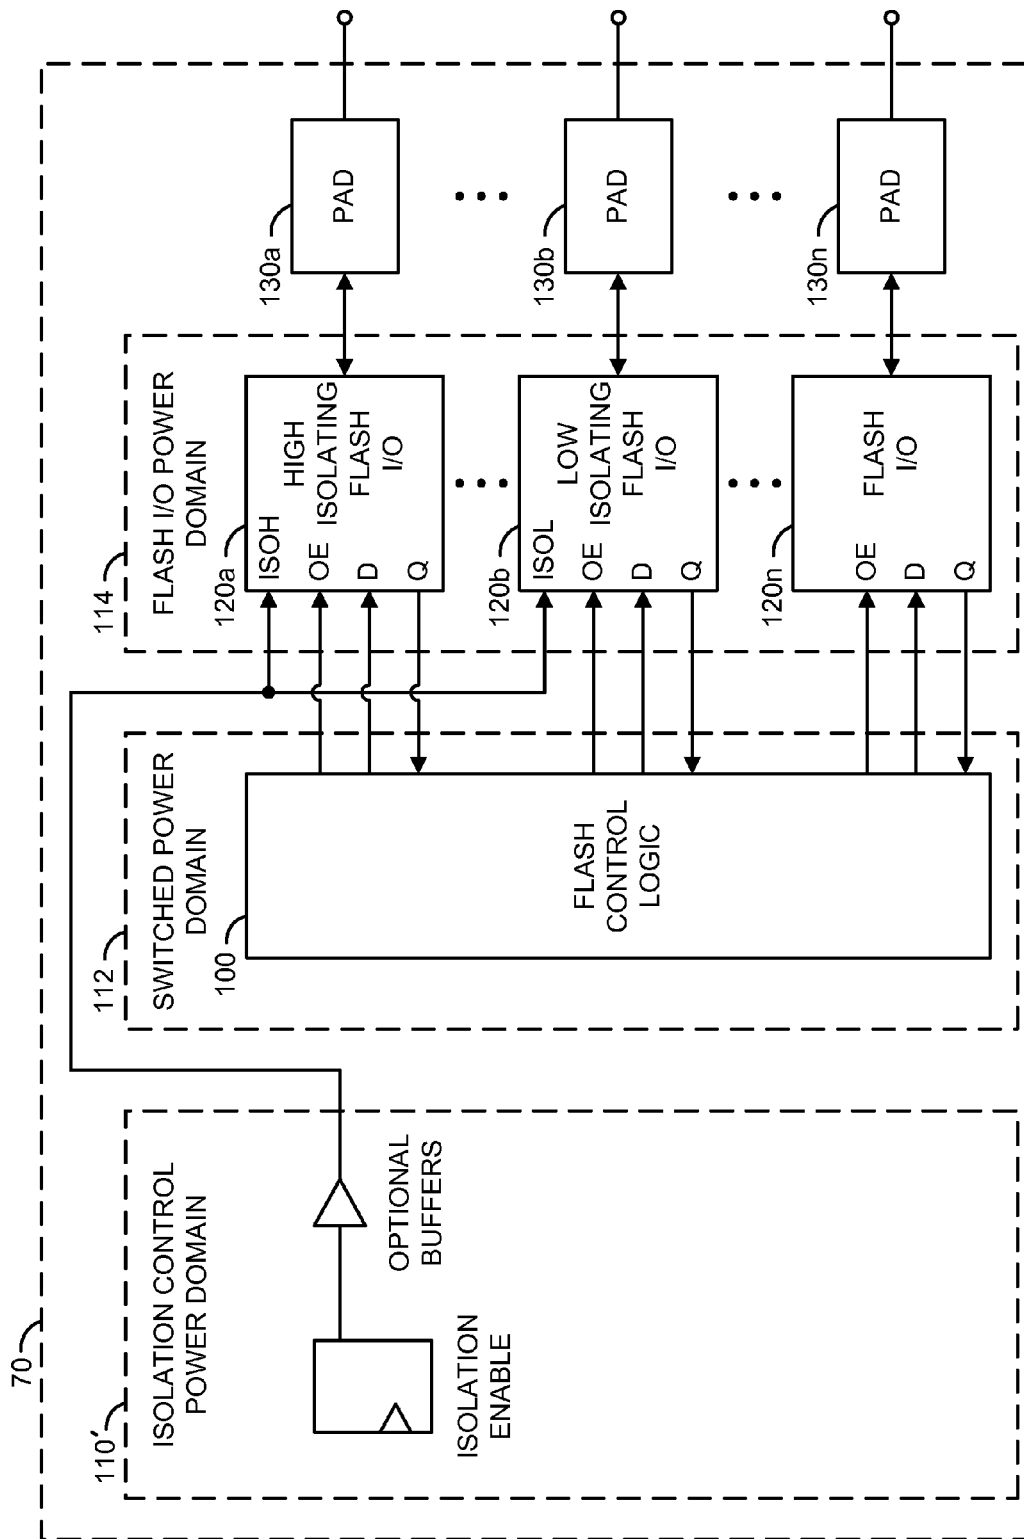 70
110′
ISOLATION CONTROL
POWER DOMAIN
ISOLATION
ENABLE
OPTIONAL
BUFFERS
112
SWITCHED POWER
DOMAIN
100
FLASH
CONTROL
LOGIC
114
FLASH I/O POWER
DOMAIN
120a
ISOH
OE
D
Q
HIGH
ISOLATING
FLASH
I/O
120b
ISOL
OE
D
Q
LOW
ISOLATING
FLASH
I/O
120n
OE
D
Q
FLASH
I/O
130a
PAD
130b
PAD
130n
PAD